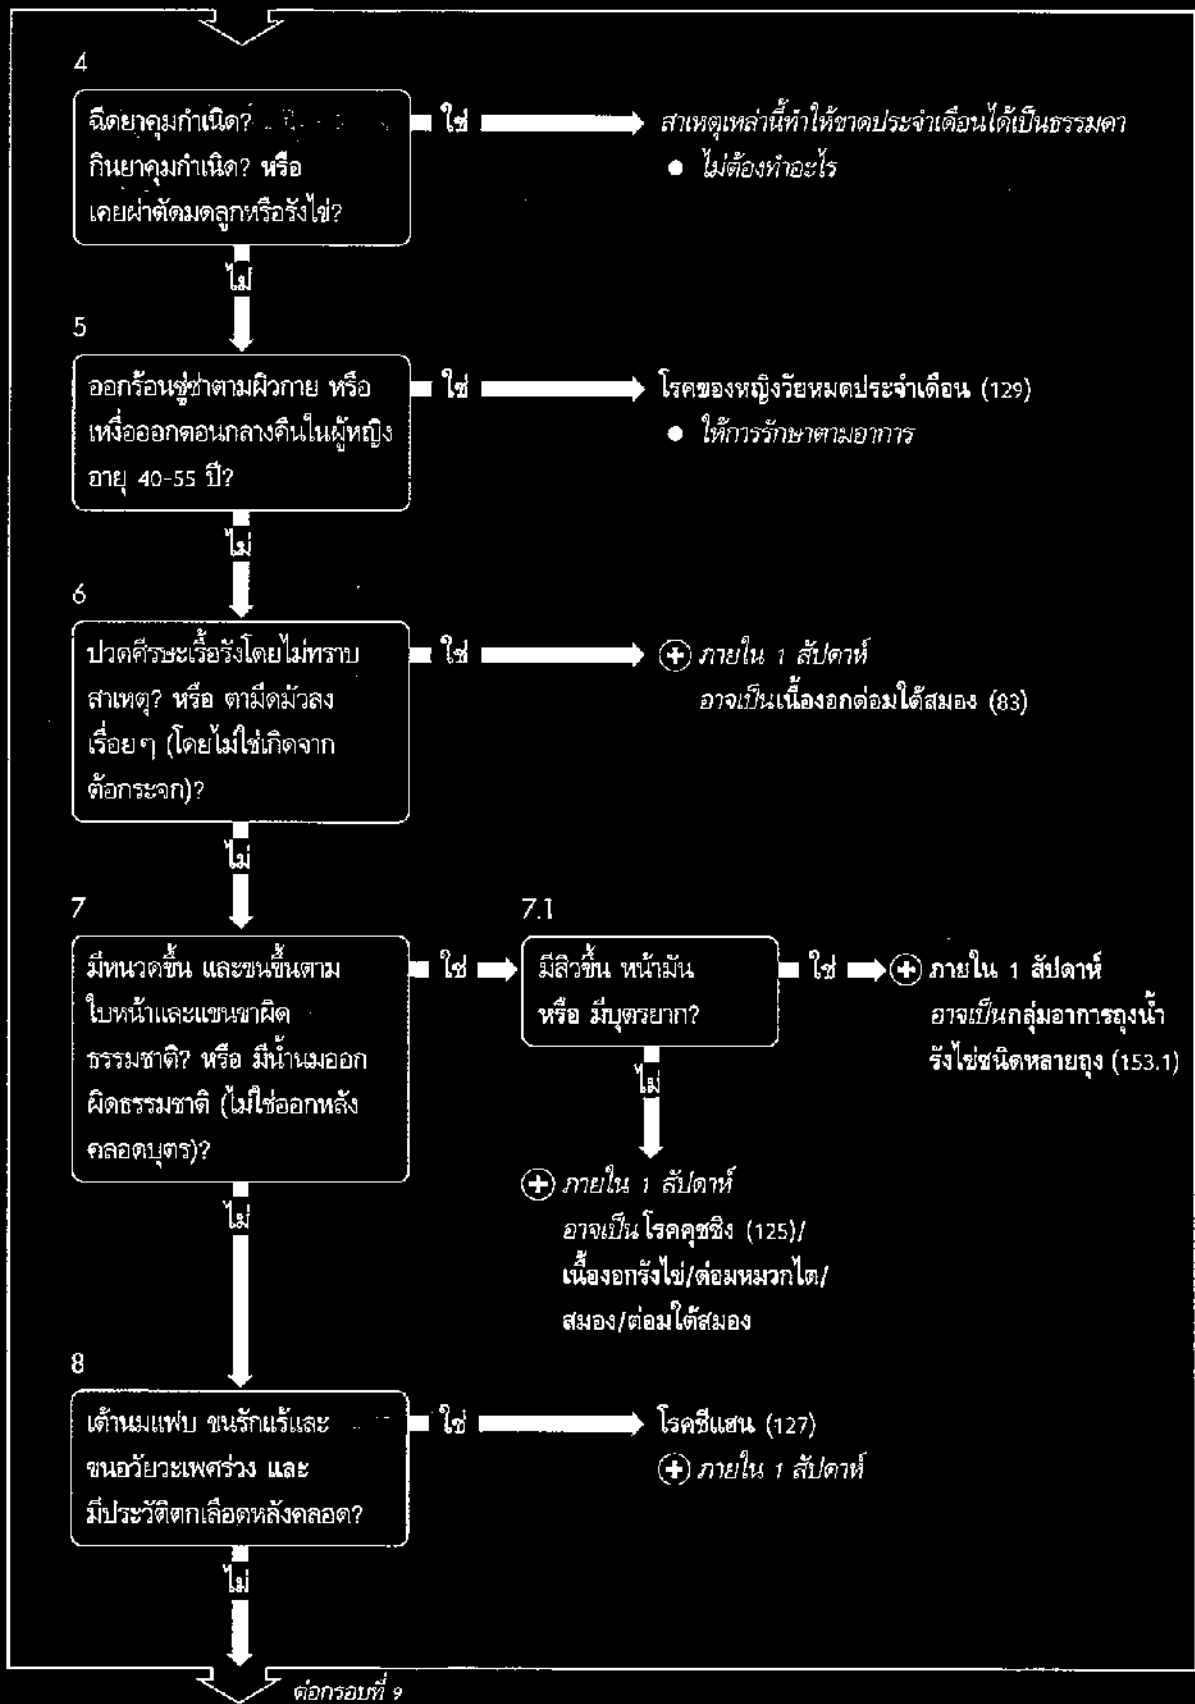 4
ฉีดยาคุมกำเนิด?
กินยาคุมกำเนิด? หรือ
เคยผ่าตัดมดลูกหรือรังไข่?
ใช่
สาเหตุเหล่านี้ทำให้ขาดประจำเดือนได้เป็นธรรมดา
● ไม่ต้องทำอะไร
ไม่
5
ออกร้อนซู่ซ่าตามผิวกาย หรือ
เหงื่อออกตอนกลางคืนในผู้หญิง
อายุ 40-55 ปี?
ใช่
โรคของหญิงวัยหมดประจำเดือน (129)
● ให้การรักษาตามอาการ
ไม่
6
ปวดศีรษะเรื้อรังโดยไม่ทราบ
สาเหตุ? หรือ ตามืดมัวลง
เรื่อยๆ (โดยไม่ใช่เกิดจาก
ต้อกระจก)?
ใช่
ภายใน 1 สัปดาห์
อาจเป็นเนื้องอกต่อมใต้สมอง (83)
ไม่
7
มีหนวดขึ้น และขนขึ้นตาม
ใบหน้าและแขนขาผิด
ธรรมชาติ? หรือ มีน้ำนมออก
ผิดธรรมชาติ (ไม่ใช่ออกหลัง
คลอดบุตร)?
ใช่
7.1
มีสิวขึ้น หน้ามัน
หรือ มีบุตรยาก?
ใช่
ภายใน 1 สัปดาห์
อาจเป็นกลุ่มอาการถุงน้ำ
รังไข่ชนิดหลายถุง (153.1)
ไม่
ภายใน 1 สัปดาห์
อาจเป็นโรคคุชชิง (125)/
เนื้องอกรังไข่/ต่อมหมวกไต/
สมอง/ต่อมใต้สมอง
ไม่
8
เต้านมแฟบ ขนรักแร้และ
ขนอวัยวะเพศร่วง และ
มีประวัติตกเลือดหลังคลอด?
ใช่
โรคชีแฮน (127)
ภายใน 1 สัปดาห์
ไม่
ต่อกรอบที่ 9